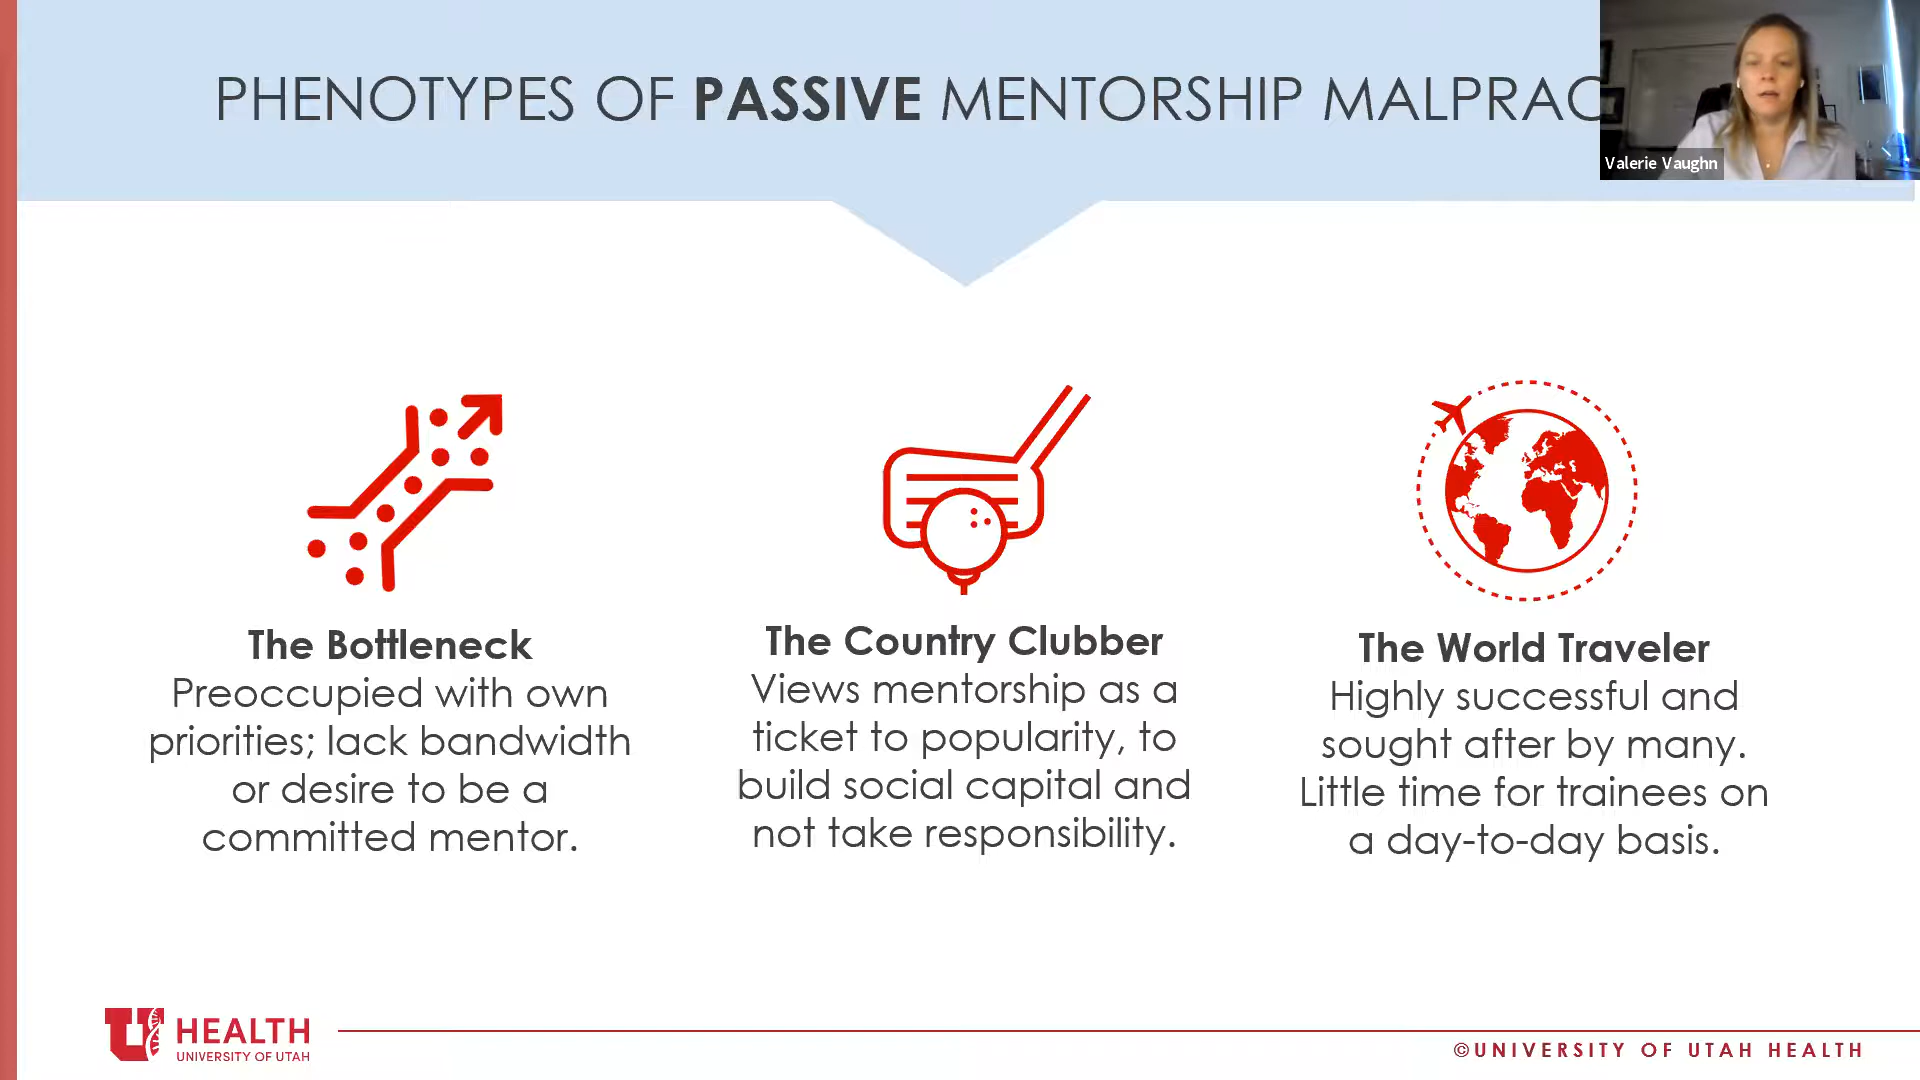 PHENOTYPES OF PASSIVE MENTORSHIP MALPRAC
Valerie Vaughn
The Bottleneck
Preoccupied with own
priorities; lack bandwidth
or desire to be a
committed mentor.
The Country Clubber
Views mentorship as a
ticket to popularity, to
build social capital and
not take responsibility.
The World Traveler
Highly successful and
sought after by many.
Little time for trainees on
a day-to-day basis.
U HEALTH
UNIVERSITY OF UTAH
©UNIVERSITY OF UTAH HEALTH